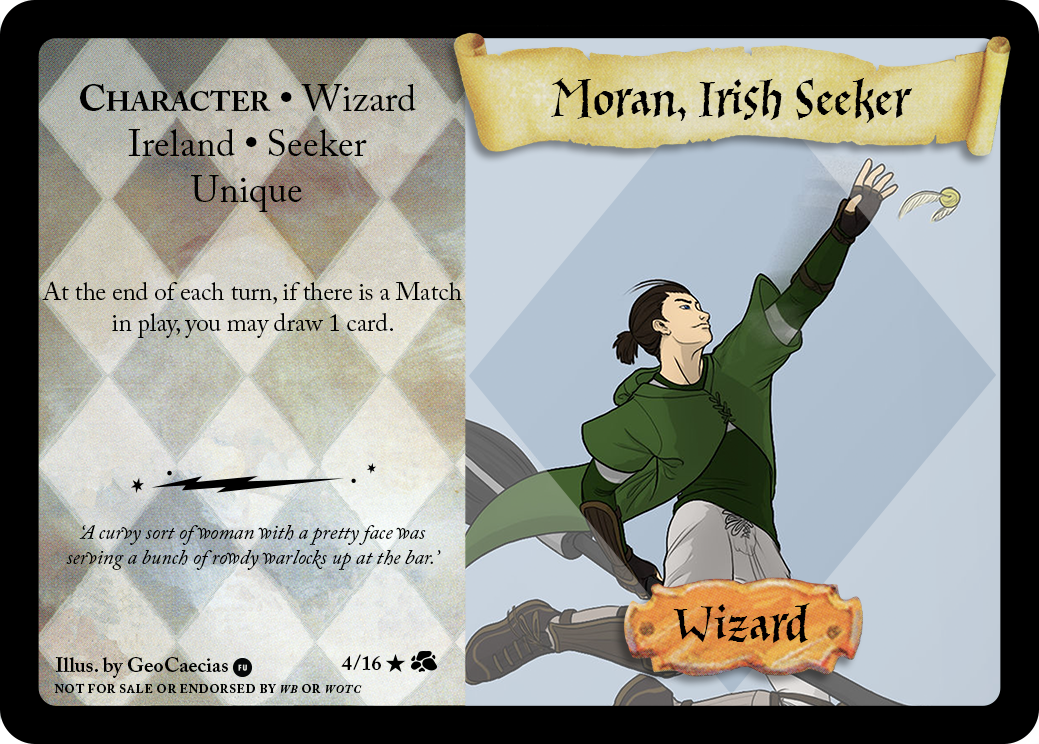 CHARACTER • Wizard
Ireland • Seeker
Unique
At the end of each turn, if there is a Match
in play, you may draw 1 card.
‘A curvy sort of woman with a pretty face was
serving a bunch of rowdy warlocks up at the bar.’
Illus. by GeoCaecias FU
4/16 ★
NOT FOR SALE OR ENDORSED BY WB OR WOTC
Moran, Irish Seeker
Wizard